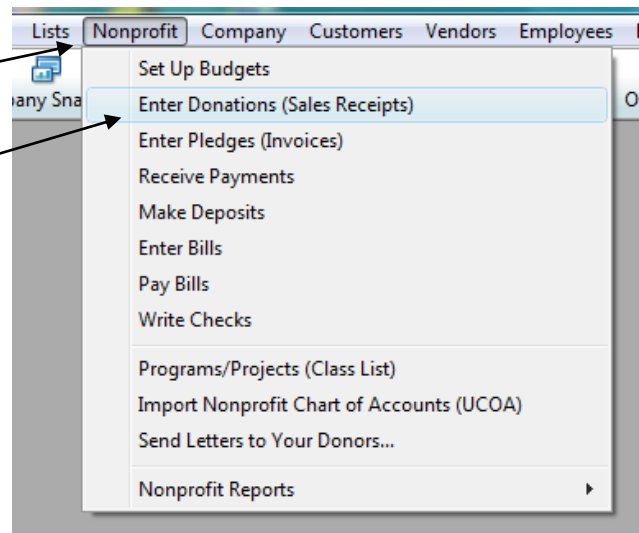 Lists Nonprofit Company Customers Vendors Employees
any Sna
Set Up Budgets
Enter Donations (Sales Receipts)
Enter Pledges (Invoices)
Receive Payments
Make Deposits
Enter Bills
Pay Bills
Write Checks
Programs/Projects (Class List)
Import Nonprofit Chart of Accounts (UCOA)
Send Letters to Your Donors...
Nonprofit Reports